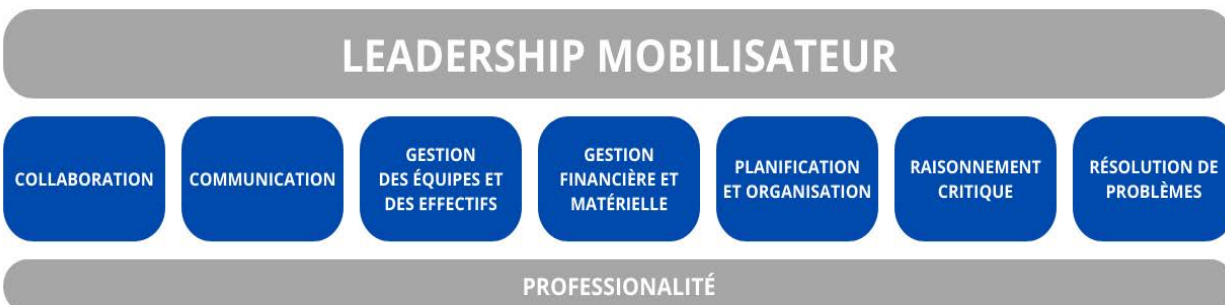 LEADERSHIP MOBILISATEUR
COLLABORATION
COMMUNICATION
GESTION
DES ÉQUIPES ET
DES EFFECTIFS
GESTION
FINANCIÈRE ET
MATÉRIELLE
PLANIFICATION
ET ORGANISATION
RAISONNEMENT
CRITIQUE
RÉSOLUTION DE
PROBLÈMES
PROFESSIONALITÉ